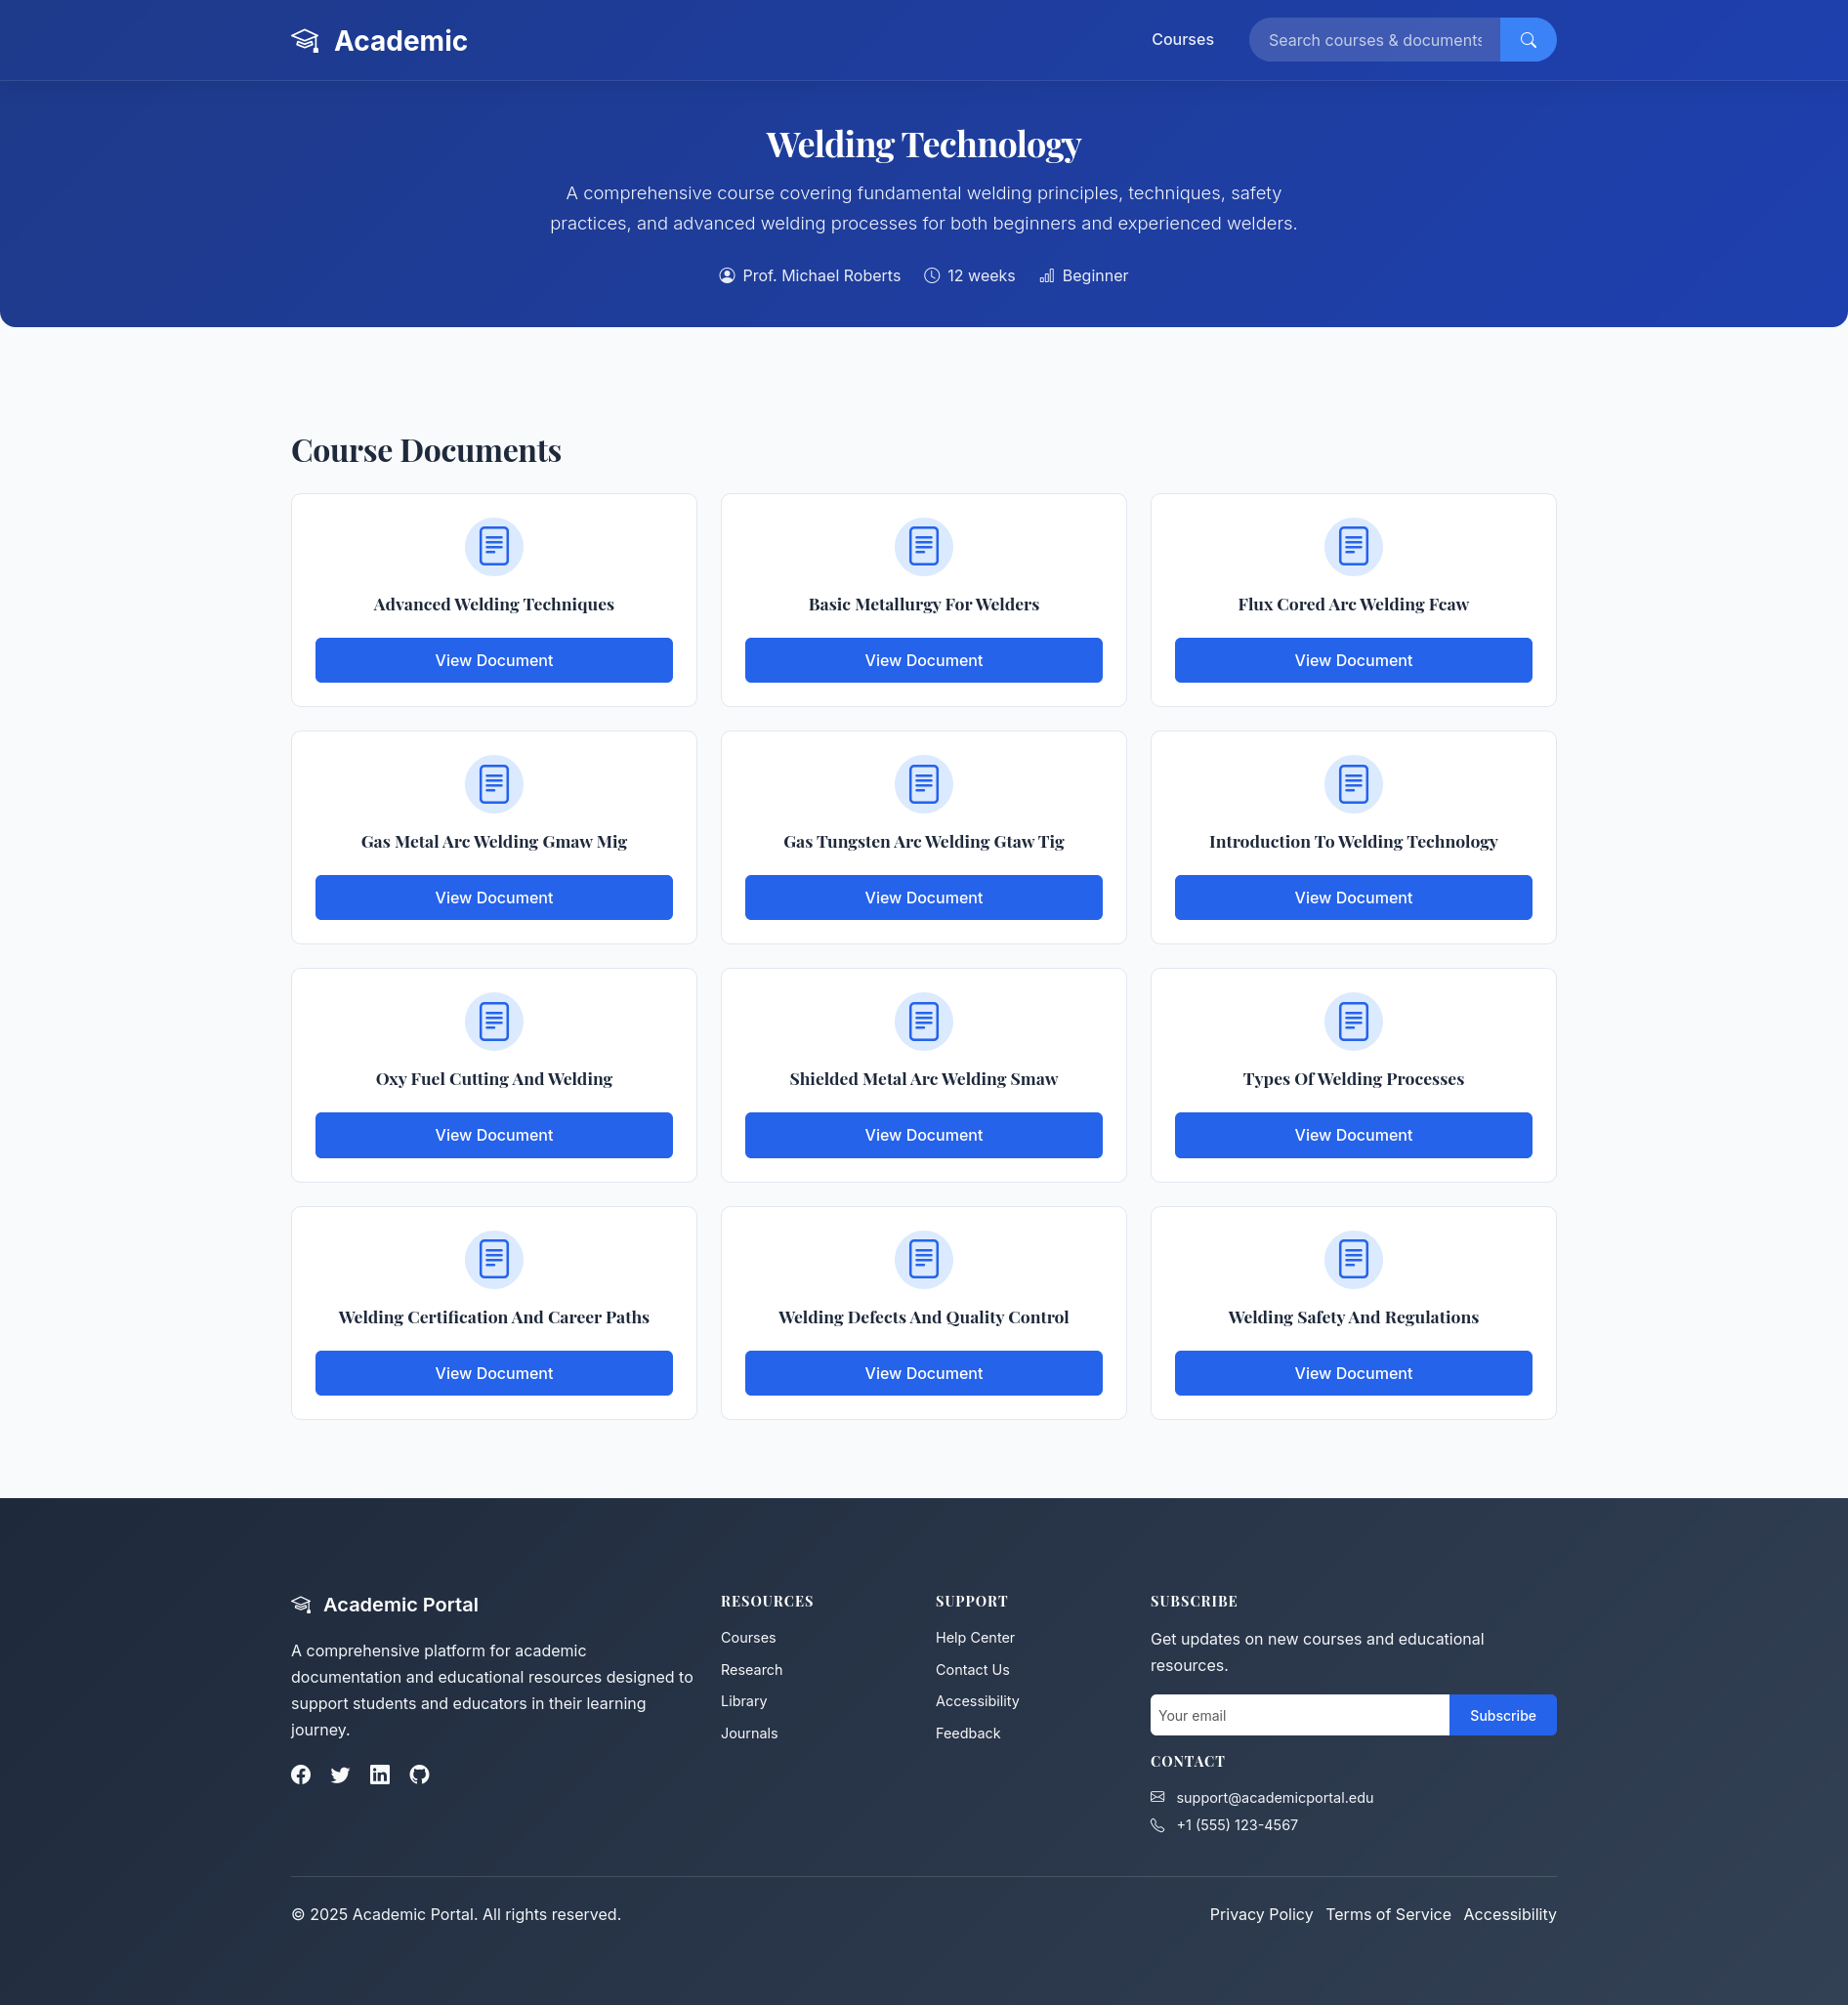 Academic
Courses
Search courses & documents
Welding Technology
A comprehensive course covering fundamental welding principles, techniques, safety
practices, and advanced welding processes for both beginners and experienced welders.
Prof. Michael Roberts
12 weeks
Beginner
Course Documents
Advanced Welding Techniques
View Document
Basic Metallurgy For Welders
View Document
Flux Cored Arc Welding Fcaw
View Document
Gas Metal Arc Welding Gmaw Mig
View Document
Gas Tungsten Arc Welding Gtaw Tig
View Document
Introduction To Welding Technology
View Document
Oxy Fuel Cutting And Welding
View Document
Shielded Metal Arc Welding Smaw
View Document
Types Of Welding Processes
View Document
Welding Certification And Career Paths
View Document
Welding Defects And Quality Control
View Document
Welding Safety And Regulations
View Document
Academic Portal
A comprehensive platform for academic
documentation and educational resources designed to
support students and educators in their learning
journey.
RESOURCES
Courses
Research
Library
Journals
SUPPORT
Help Center
Contact Us
Accessibility
Feedback
SUBSCRIBE
Get updates on new courses and educational
resources.
Your email
Subscribe
CONTACT
support@academicportal.edu
+1 (555) 123-4567
© 2025 Academic Portal. All rights reserved.
Privacy Policy
Terms of Service
Accessibility